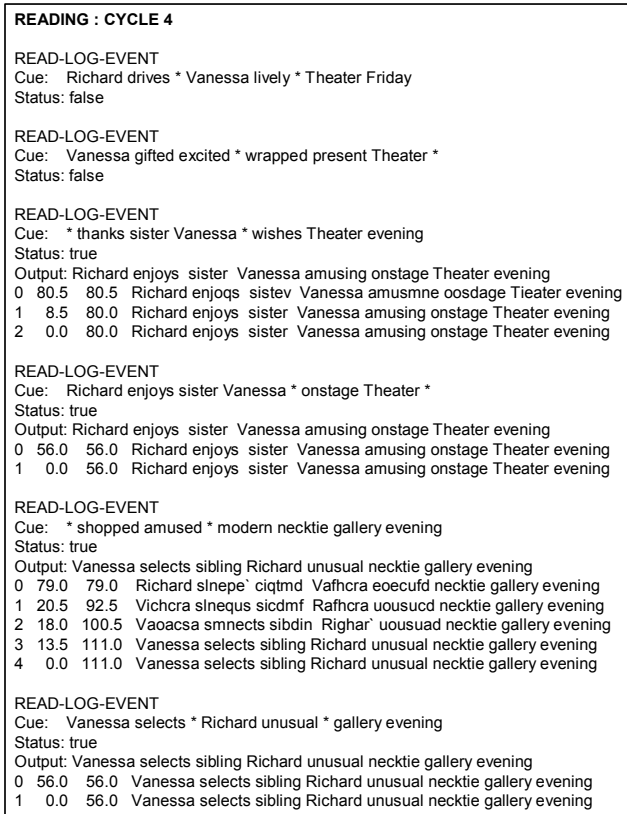 READING : CYCLE 4
READ-LOG-EVENT
Cue: Richard drives * Vanessa lively * Theater Friday
Status: false
READ-LOG-EVENT
Cue: Vanessa gifted excited * wrapped present Theater *
Status: false
READ-LOG-EVENT
Cue: * thanks sister Vanessa * wishes Theater evening
Status: true
Output: Richard enjoys sister Vanessa amusing onstage Theater evening
0 80.5 80.5 Richard enjoqs sistev Vanessa amusmne oosdage Tieater evening
1 8.5 80.0 Richard enjoys sister Vanessa amusing onstage Theater evening
2 0.0 80.0 Richard enjoys sister Vanessa amusing onstage Theater evening
READ-LOG-EVENT
Cue: Richard enjoys sister Vanessa * onstage Theater *
Status: true
Output: Richard enjoys sister Vanessa amusing onstage Theater evening
0 56.0 56.0 Richard enjoys sister Vanessa amusing onstage Theater evening
1 0.0 56.0 Richard enjoys sister Vanessa amusing onstage Theater evening
READ-LOG-EVENT
Cue: * shopped amused * modern necktie gallery evening
Status: true
Output: Vanessa selects sibling Richard unusual necktie gallery evening
0 79.0 79.0 Richard slnepe` ciqtmd Vafhcra eoecufd necktie gallery evening
1 20.5 92.5 Vichcra slnequs sicdmf Rafhcra uousucd necktie gallery evening
2 18.0 100.5 Vaoacsa smnects sibdin Righar` uousuad necktie gallery evening
3 13.5 111.0 Vanessa selects sibling Richard unusual necktie gallery evening
4 0.0 111.0 Vanessa selects sibling Richard unusual necktie gallery evening
READ-LOG-EVENT
Cue: Vanessa selects * Richard unusual * gallery evening
Status: true
Output: Vanessa selects sibling Richard unusual necktie gallery evening
0 56.0 56.0 Vanessa selects sibling Richard unusual necktie gallery evening
1 0.0 56.0 Vanessa selects sibling Richard unusual necktie gallery evening